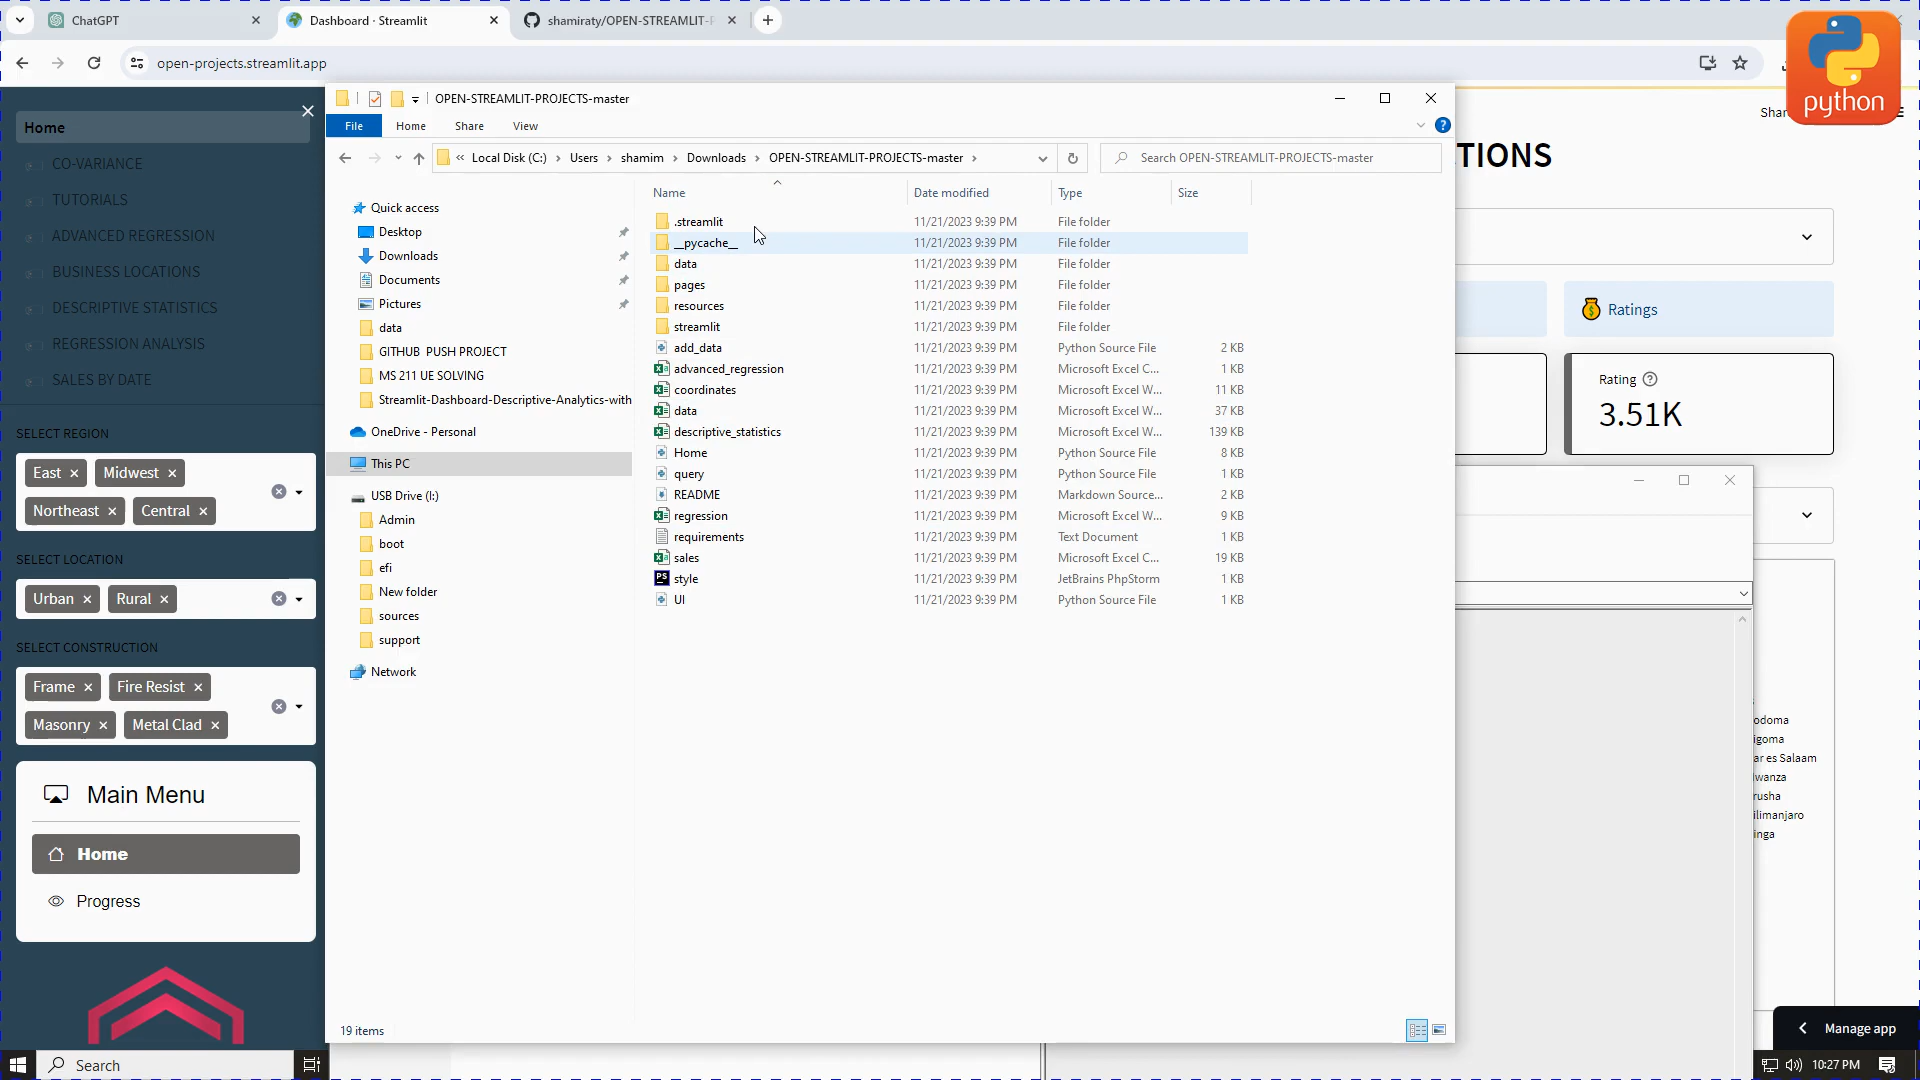 ChatGPT
Dashboard · Streamlit
shamiraty/OPEN-STREAMLIT-P
open-projects.streamlit.app
python
Home
CO-VARIANCE
TUTORIALS
ADVANCED REGRESSION
BUSINESS LOCATIONS
DESCRIPTIVE STATISTICS
REGRESSION ANALYSIS
SALES BY DATE
SELECT REGION
East Midwest
Northeast Central
SELECT LOCATION
Urban Rural
SELECT CONSTRUCTION
Frame Fire Resist
Masonry Metal Clad
Main Menu
Home
Progress
OPEN-STREAMLIT-PROJECTS-master
File Home Share View
« Local Disk (C:) Users shamim Downloads OPEN-STREAMLIT-PROJECTS-master
Search OPEN-STREAMLIT-PROJECTS-master
Quick access
Desktop
Downloads
Documents
Pictures
data
GITHUB PUSH PROJECT
MS 211 UE SOLVING
Streamlit-Dashboard-Descriptive-Analytics-with
OneDrive - Personal
This PC
USB Drive (I:)
Admin
boot
efi
New folder
sources
support
Network
Name Date modified Type Size
.streamlit 11/21/2023 9:39 PM File folder
__pycache__ 11/21/2023 9:39 PM File folder
data 11/21/2023 9:39 PM File folder
pages 11/21/2023 9:39 PM File folder
resources 11/21/2023 9:39 PM File folder
streamlit 11/21/2023 9:39 PM File folder
add_data 11/21/2023 9:39 PM Python Source File 2 KB
advanced_regression 11/21/2023 9:39 PM Microsoft Excel C... 1 KB
coordinates 11/21/2023 9:39 PM Microsoft Excel W... 11 KB
data 11/21/2023 9:39 PM Microsoft Excel W... 37 KB
descriptive_statistics 11/21/2023 9:39 PM Microsoft Excel W... 139 KB
Home 11/21/2023 9:39 PM Python Source File 8 KB
query 11/21/2023 9:39 PM Python Source File 1 KB
README 11/21/2023 9:39 PM Markdown Source... 2 KB
regression 11/21/2023 9:39 PM Microsoft Excel W... 9 KB
requirements 11/21/2023 9:39 PM Text Document 1 KB
sales 11/21/2023 9:39 PM Microsoft Excel C... 19 KB
PS style 11/21/2023 9:39 PM JetBrains PhpStorm 1 KB
UI 11/21/2023 9:39 PM Python Source File 1 KB
19 items
Shar
TIONS
Ratings
Rating
3.51K
odoma
igoma
ar es Salaam
wanza
rusha
ilimanjaro
inga
Manage app
Search
10:27 PM